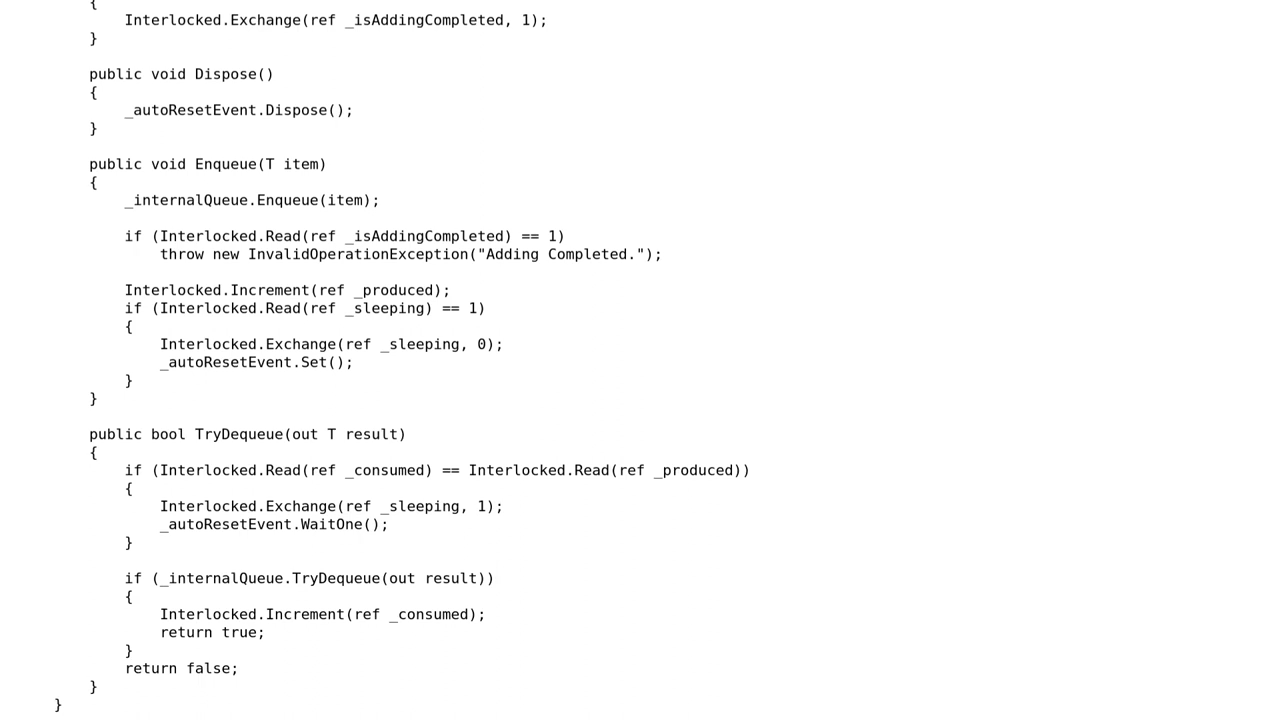 {
Interlocked.Exchange(ref _isAddingCompleted, 1);
}
public void Dispose()
{
_autoResetEvent.Dispose();
}
public void Enqueue(T item)
{
_internalQueue.Enqueue(item);
if (Interlocked.Read(ref _isAddingCompleted) == 1)
throw new InvalidOperationException("Adding Completed.");
Interlocked.Increment(ref _produced);
if (Interlocked.Read(ref _sleeping) == 1)
{
Interlocked.Exchange(ref _sleeping, 0);
_autoResetEvent.Set();
}
}
public bool TryDequeue(out T result)
{
if (Interlocked.Read(ref _consumed) == Interlocked.Read(ref _produced))
{
Interlocked.Exchange(ref _sleeping, 1);
_autoResetEvent.WaitOne();
}
if (_internalQueue.TryDequeue(out result))
{
Interlocked.Increment(ref _consumed);
return true;
}
return false;
}
}